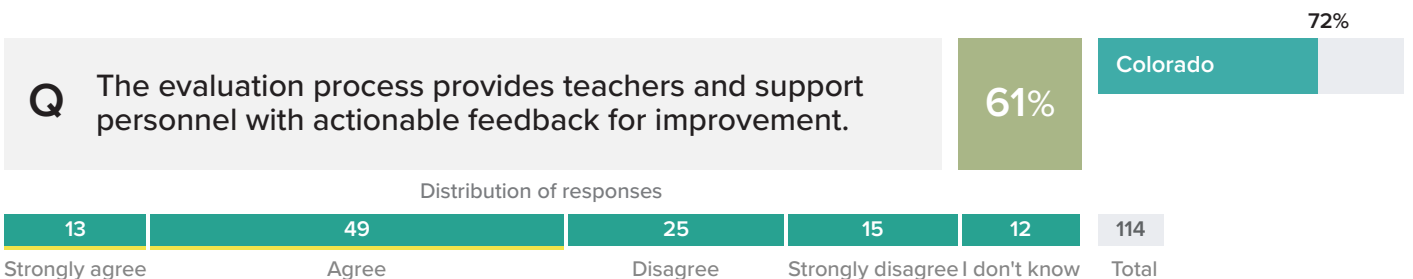 72%
Q
The evaluation process provides teachers and support
personnel with actionable feedback for improvement.
61%
Colorado
Distribution of responses
13 49 25 15 12 114
Strongly agree Agree Disagree Strongly disagree I don't know Total